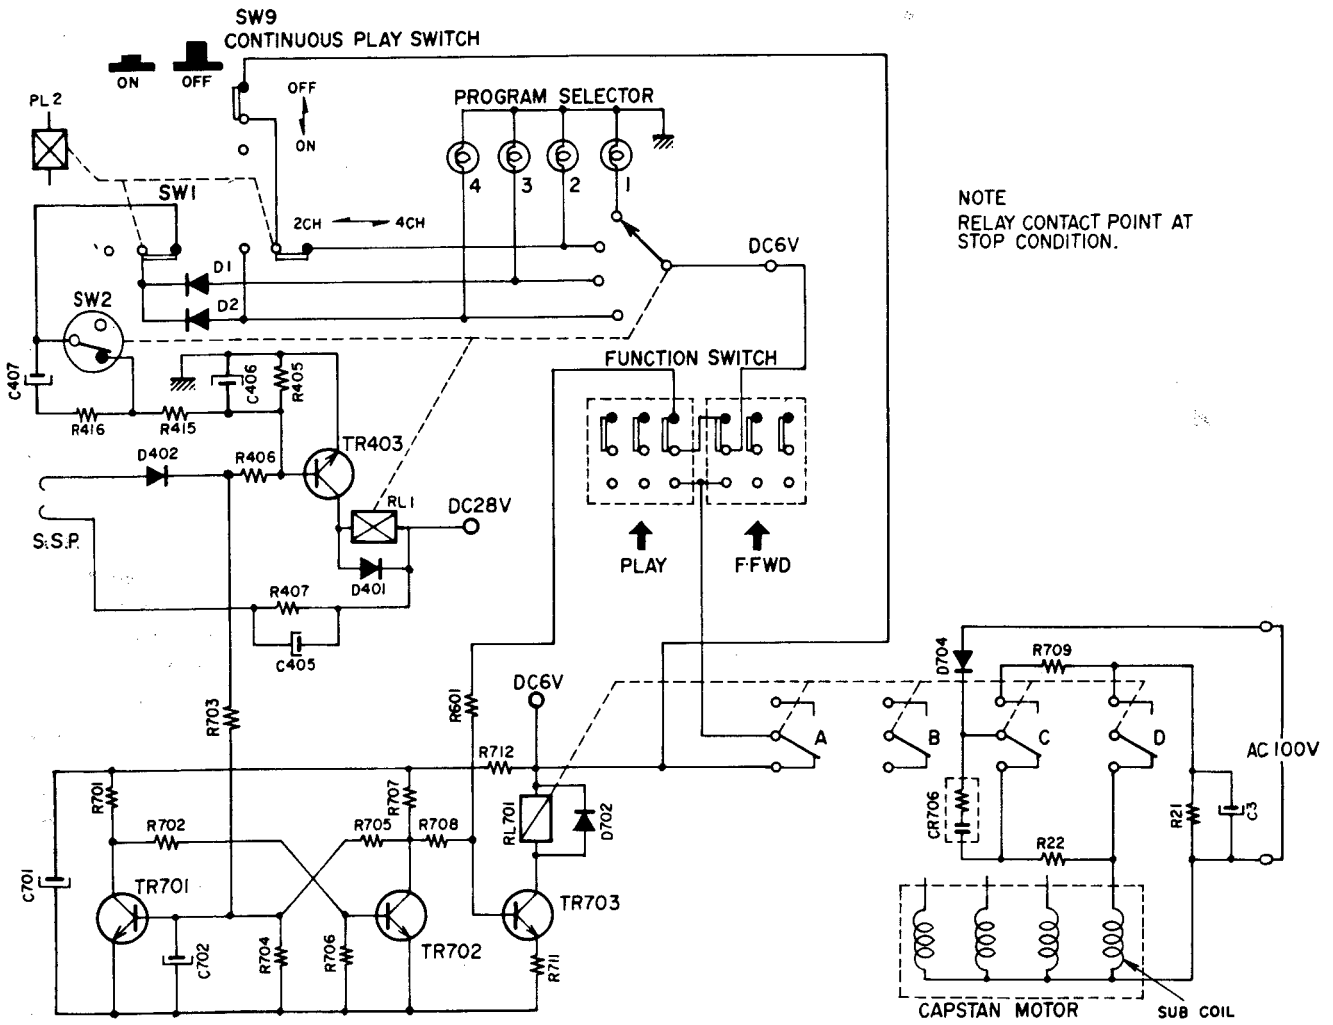 SW9
CONTINUOUS PLAY SWITCH
ON
OFF
PL2
OFF
ON
PROGRAM SELECTOR
4
3
2
1
SW1
2CH
4CH
NOTE
RELAY CONTACT POINT AT
STOP CONDITION.
DC6V
D1
D2
SW2
FUNCTION SWITCH
C407
C406
R405
R416
R415
D402
R406
TR403
RL1
DC28V
S.S.P.
D401
PLAY
F·FWD
R407
C405
R703
R601
DC6V
D704
R709
R712
A
B
C
D
AC100V
R701
R707
RL701
D702
CR706
R21
C3
R702
R705
R708
R22
C701
TR701
TR702
TR703
C702
R704
R706
R711
CAPSTAN MOTOR
SUB COIL